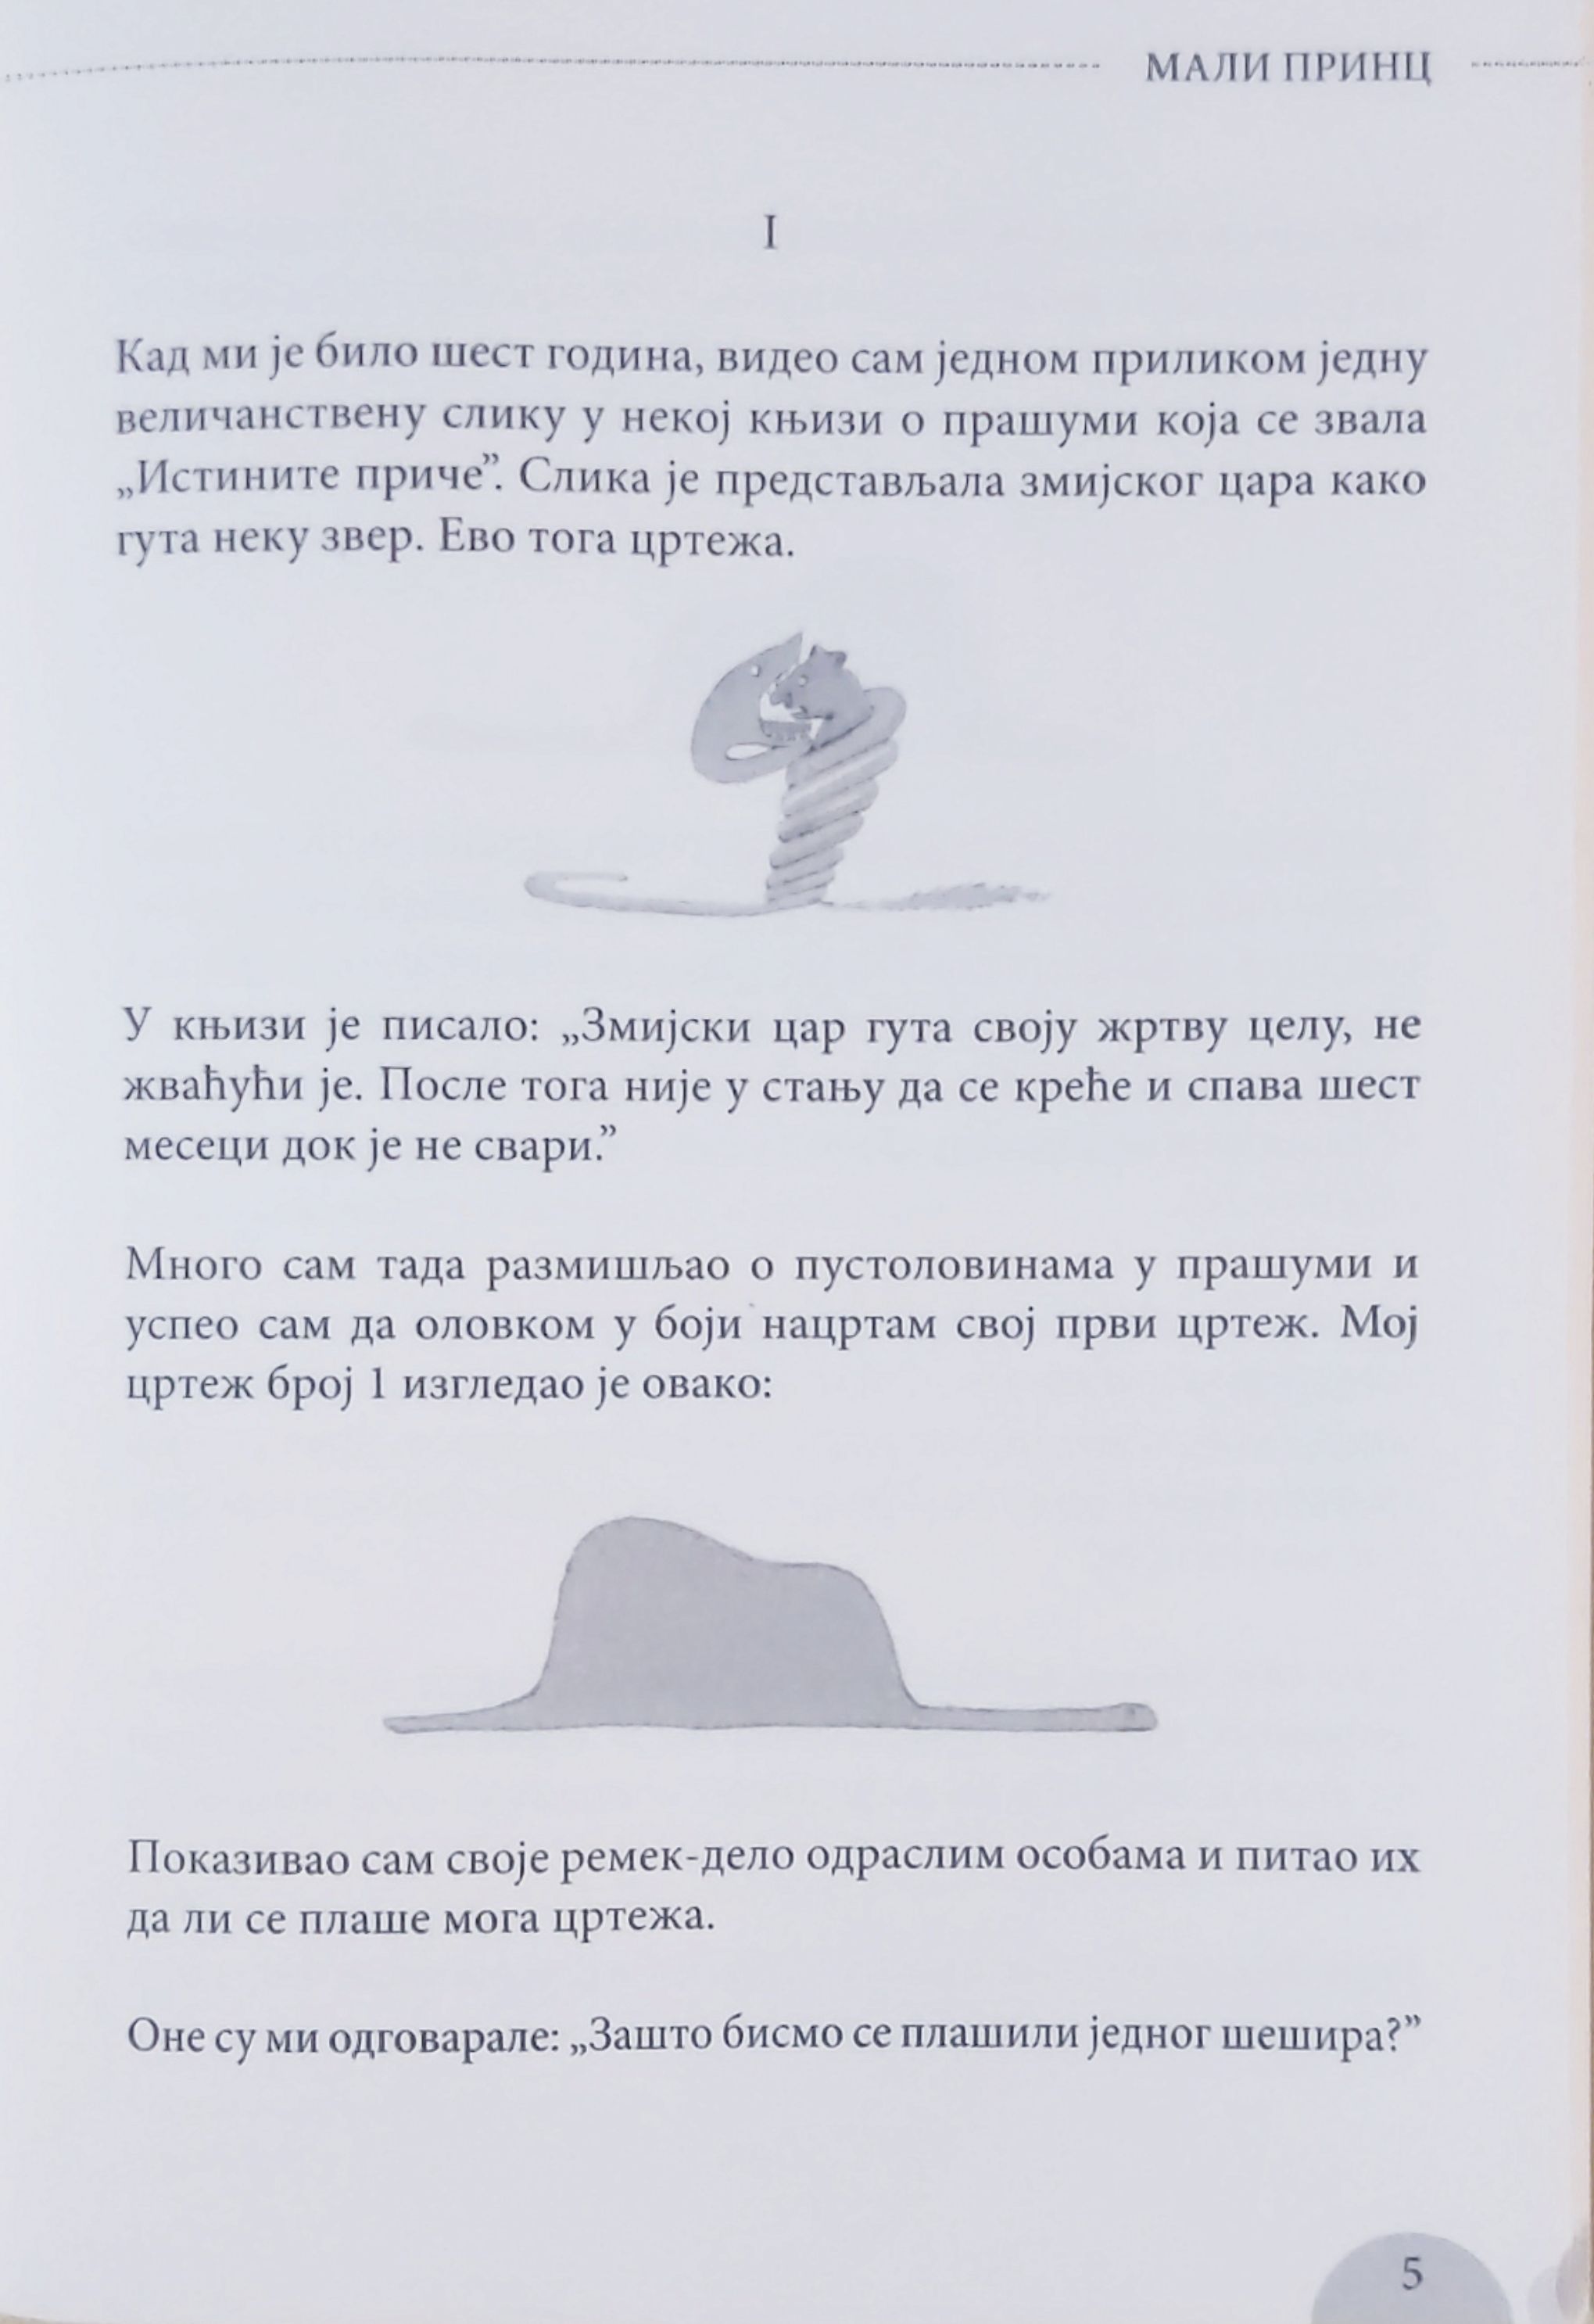 МАЛИ ПРИНЦ
I
Кад ми је било шест година, видео сам једном приликом једну
величанствену слику у некој књизи о прашуми која се звала
„Истините приче”. Слика је представљала змијског цара како
гута неку звер. Ево тога цртежа.
У књизи је писало: „Змијски цар гута своју жртву целу, не
жваћући је. После тога није у стању да се креће и спава шест
месеци док је не свари.”
Много сам тада размишљао о пустоловинама у прашуми и
успео сам да оловком у боји нацртам свој први цртеж. Мој
цртеж број 1 изгледао је овако:
Показивао сам своје ремек-дело одраслим особама и питао их
да ли се плаше мога цртежа.
Оне су ми одговарале: „Зашто бисмо се плашили једног шешира?”
5